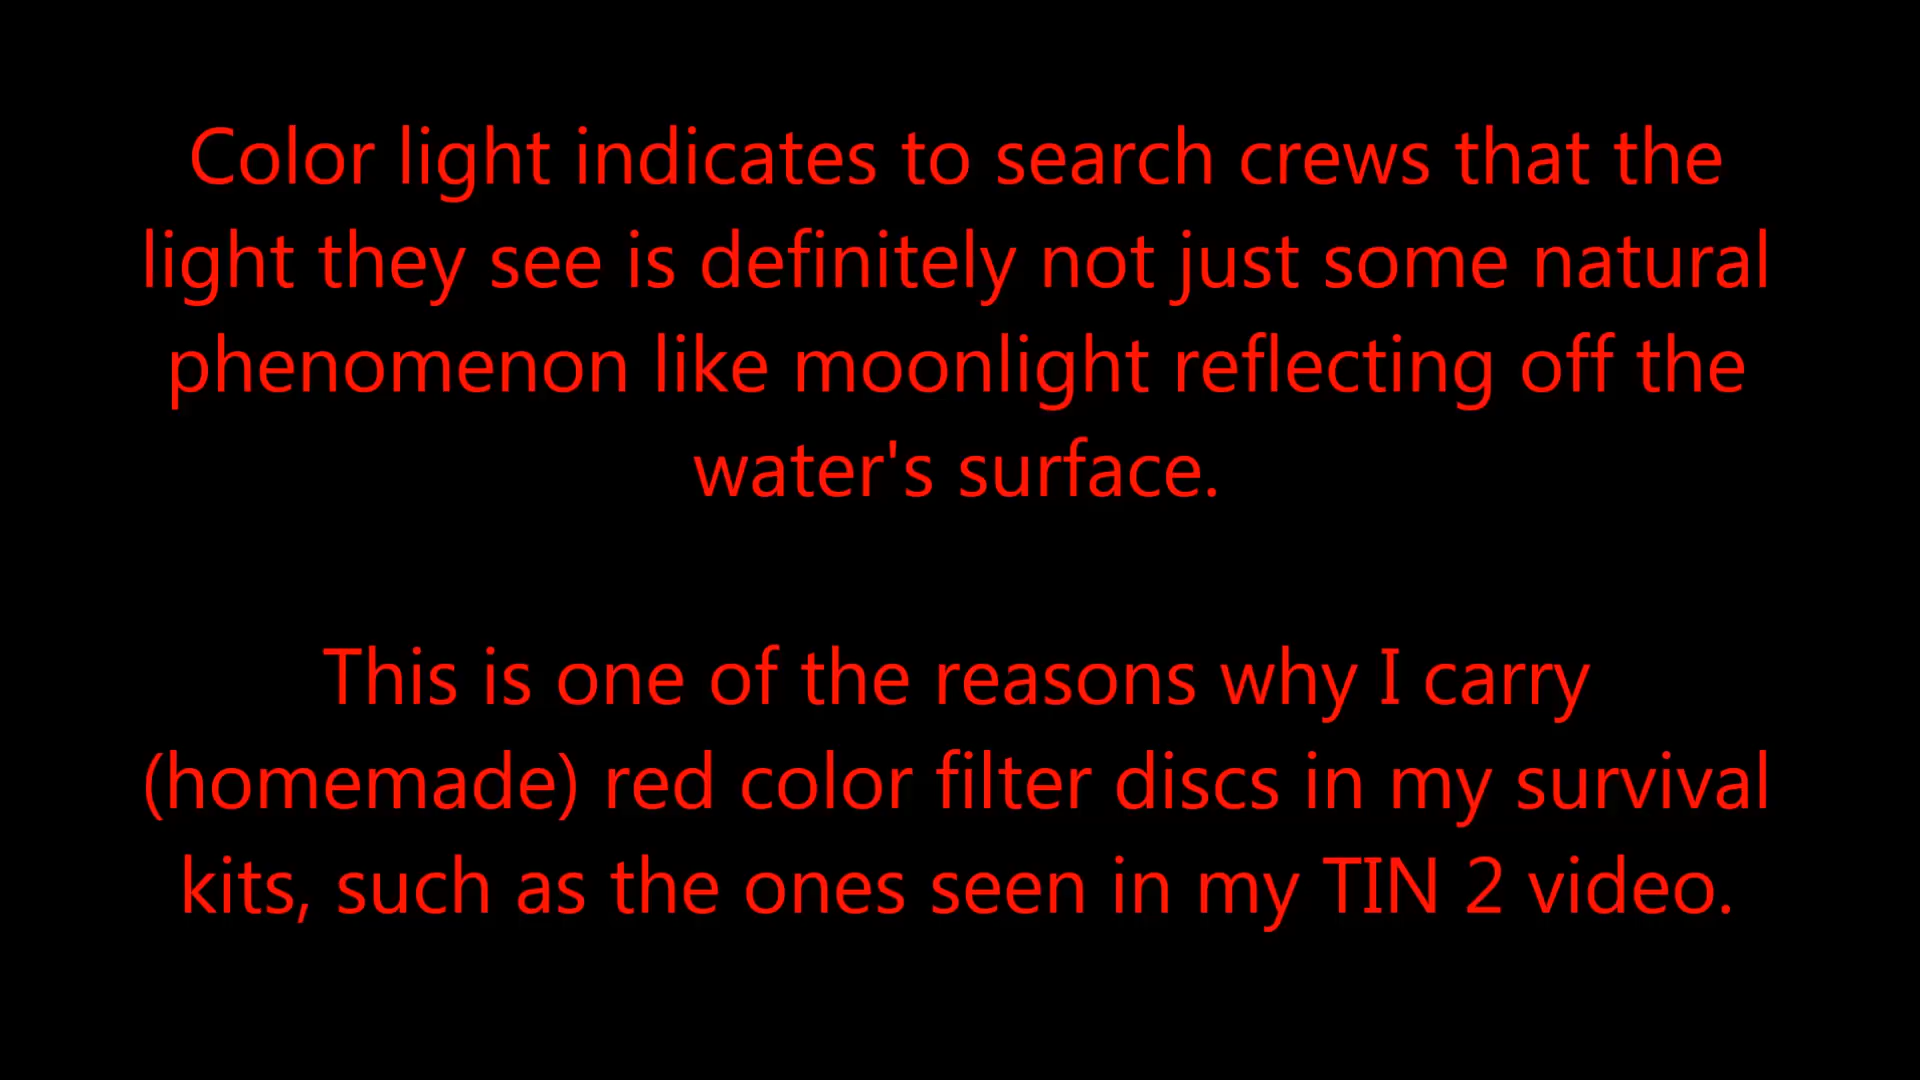 Color light indicates to search crews that the
light they see is definitely not just some natural
phenomenon like moonlight reflecting off the
water's surface.
This is one of the reasons why I carry
(homemade) red color filter discs in my survival
kits, such as the ones seen in my TIN 2 video.